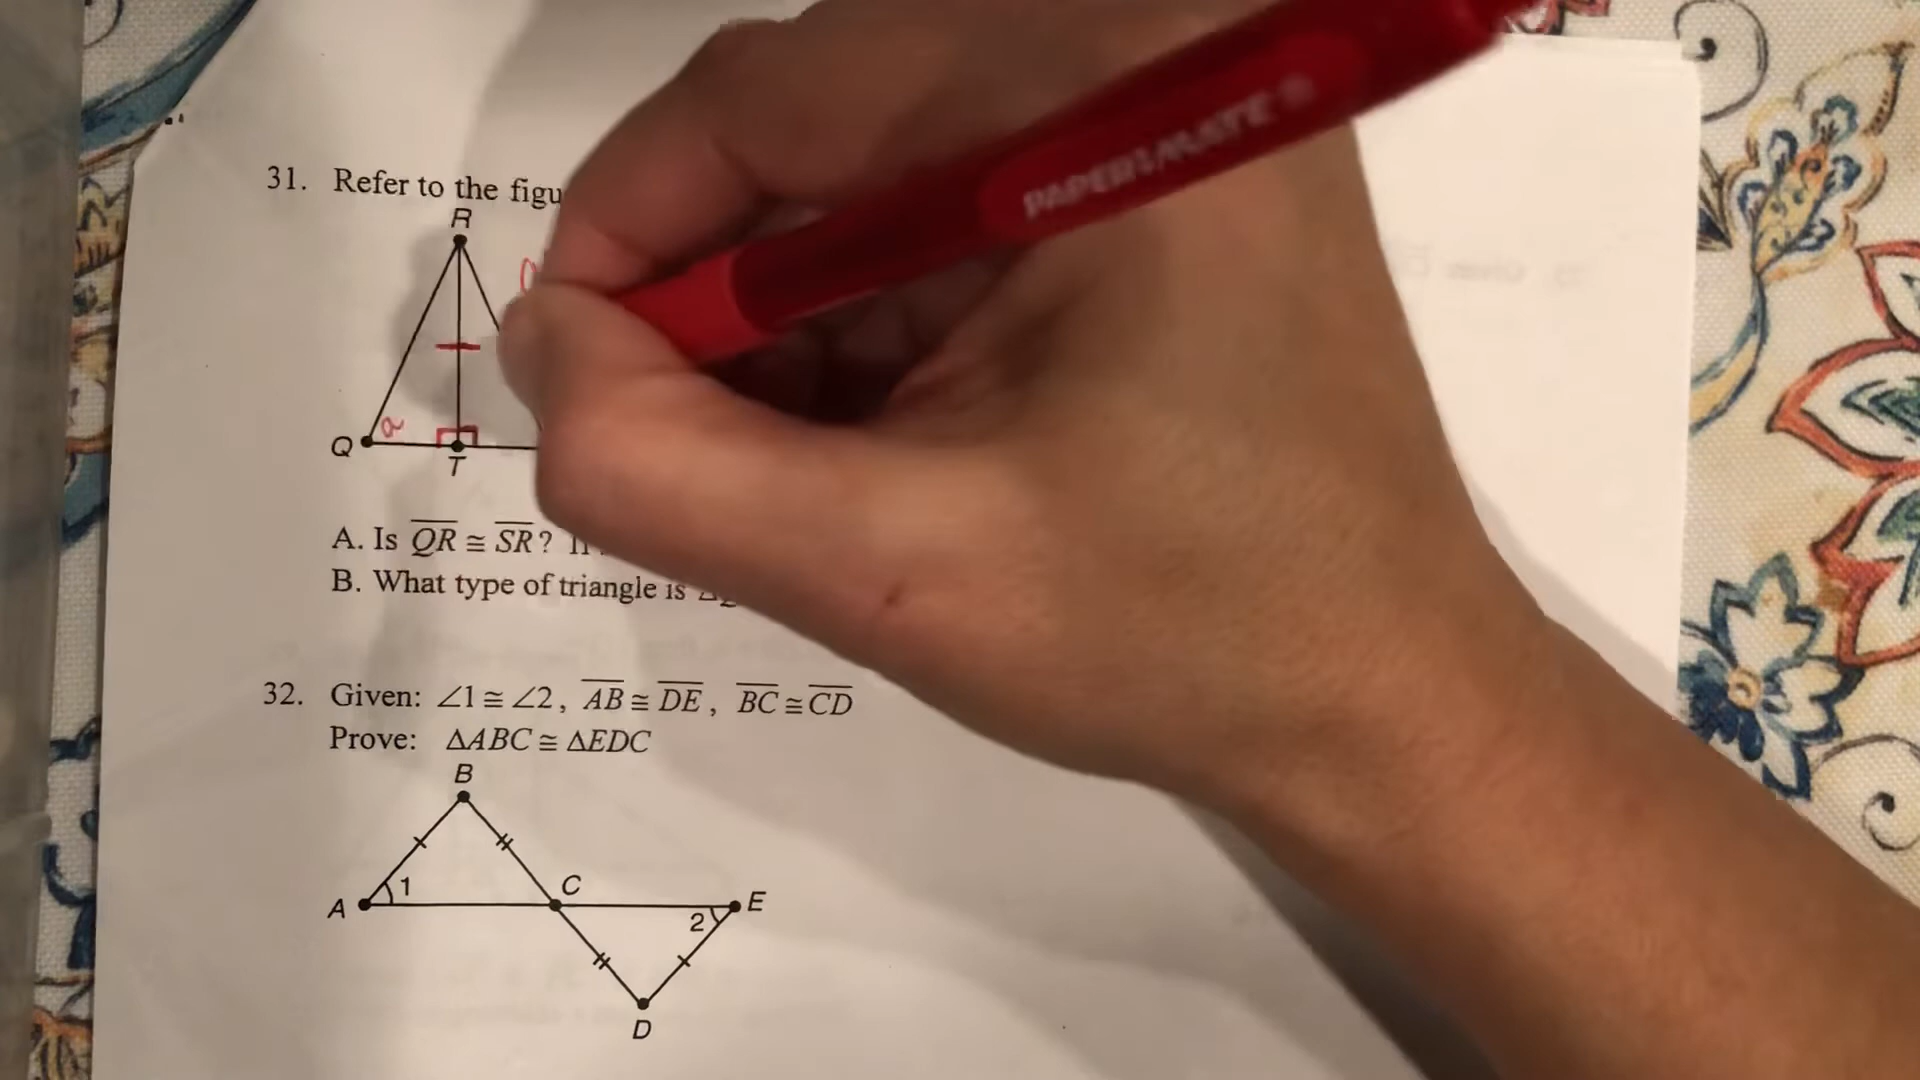 31. Refer to the figu
R
a
Q
T
A. Is QR ≅ SR?
B. What type of triangle is
32. Given: ∠1 ≅ ∠2, AB ≅ DE, BC ≅ CD
Prove: ΔABC ≅ ΔEDC
B
1
C
A
E
2
D
PAPER MATE